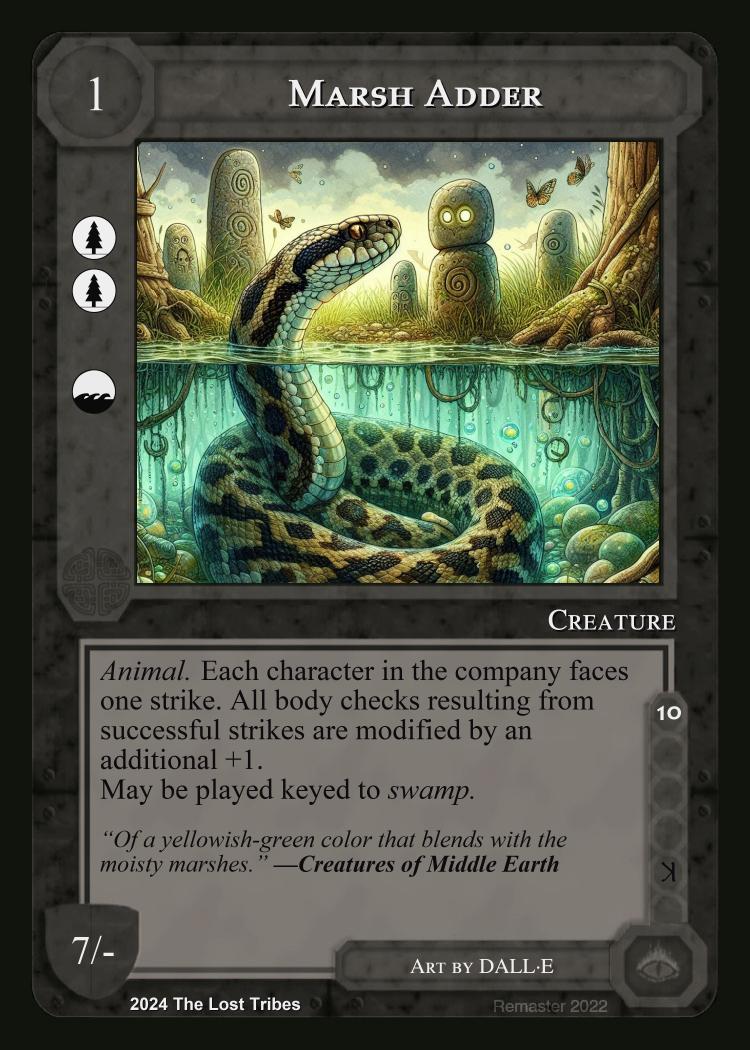 1
Marsh Adder
Creature
Animal. Each character in the company faces
one strike. All body checks resulting from
successful strikes are modified by an
additional +1.
May be played keyed to swamp.
10
“Of a yellowish-green color that blends with the
moisty marshes.” —Creatures of Middle Earth
7/-
Art by DALL·E
2024 The Lost Tribes
Remaster 2022